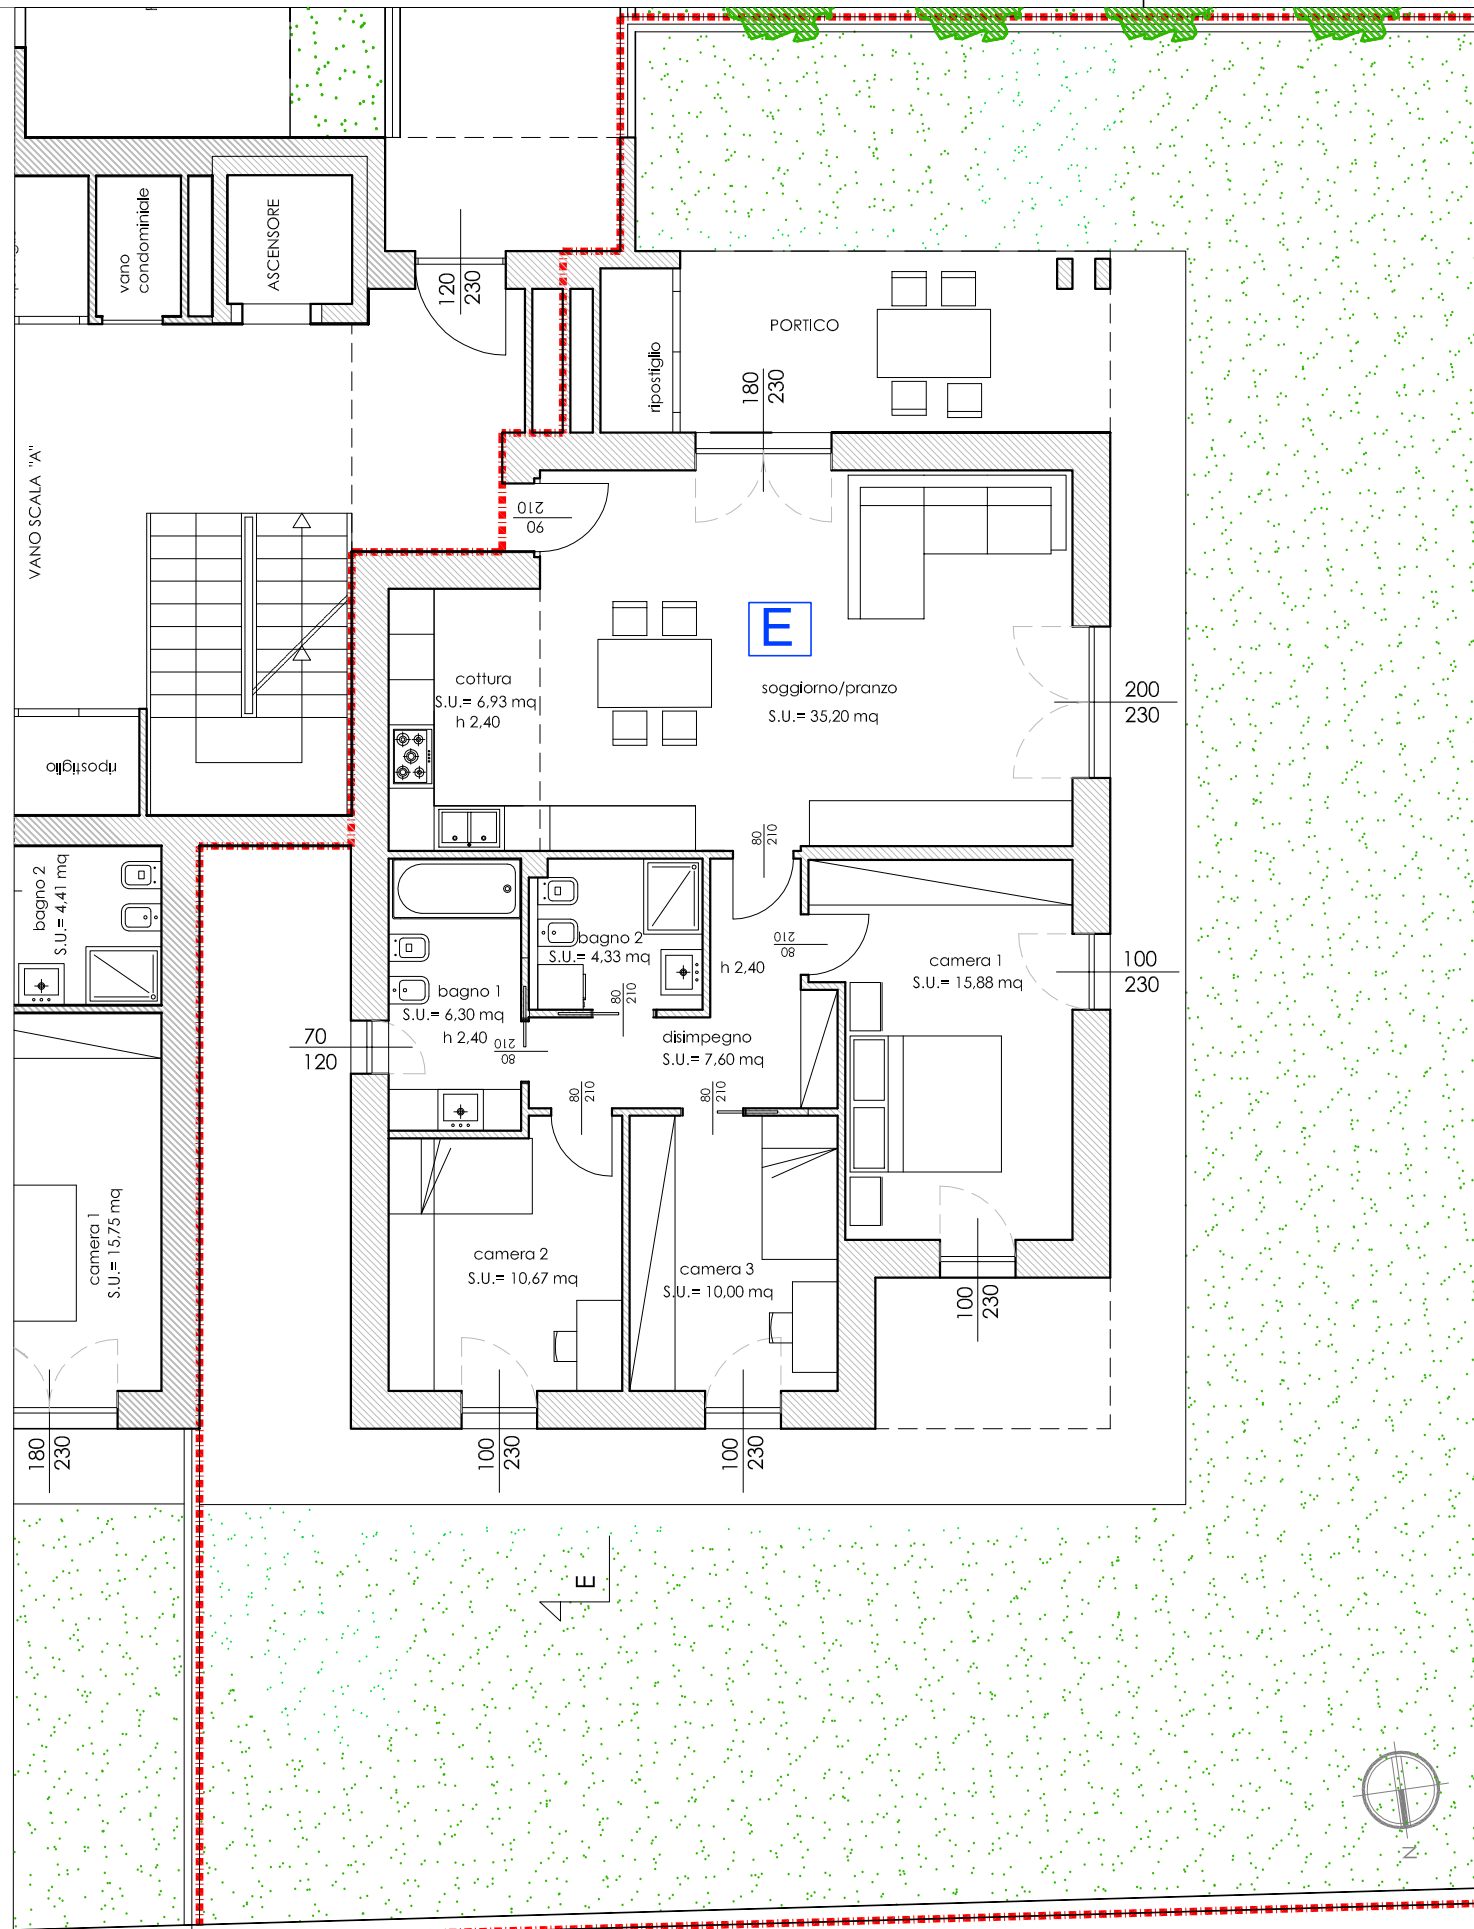 vano
condominiale
ASCENSORE
120
230
PORTICO
ripostiglio
180
230
VANO SCALA "A"
90
210
E
cottura
S.U.= 6,93 mq
h 2,40
soggiorno/pranzo
S.U.= 35,20 mq
200
230
ripostiglio
80
210
bagno 2
S.U.= 4,41 mq
bagno 2
S.U.= 4,33 mq
80
210
h 2,40
camera 1
S.U.= 15,88 mq
100
230
bagno 1
S.U.= 6,30 mq
h 2,40
80
210
80
210
disimpegno
S.U.= 7,60 mq
70
120
80
210
80
210
camera 1
S.U.= 15,75 mq
camera 2
S.U.= 10,67 mq
camera 3
S.U.= 10,00 mq
100
230
180
230
100
230
100
230
E
N